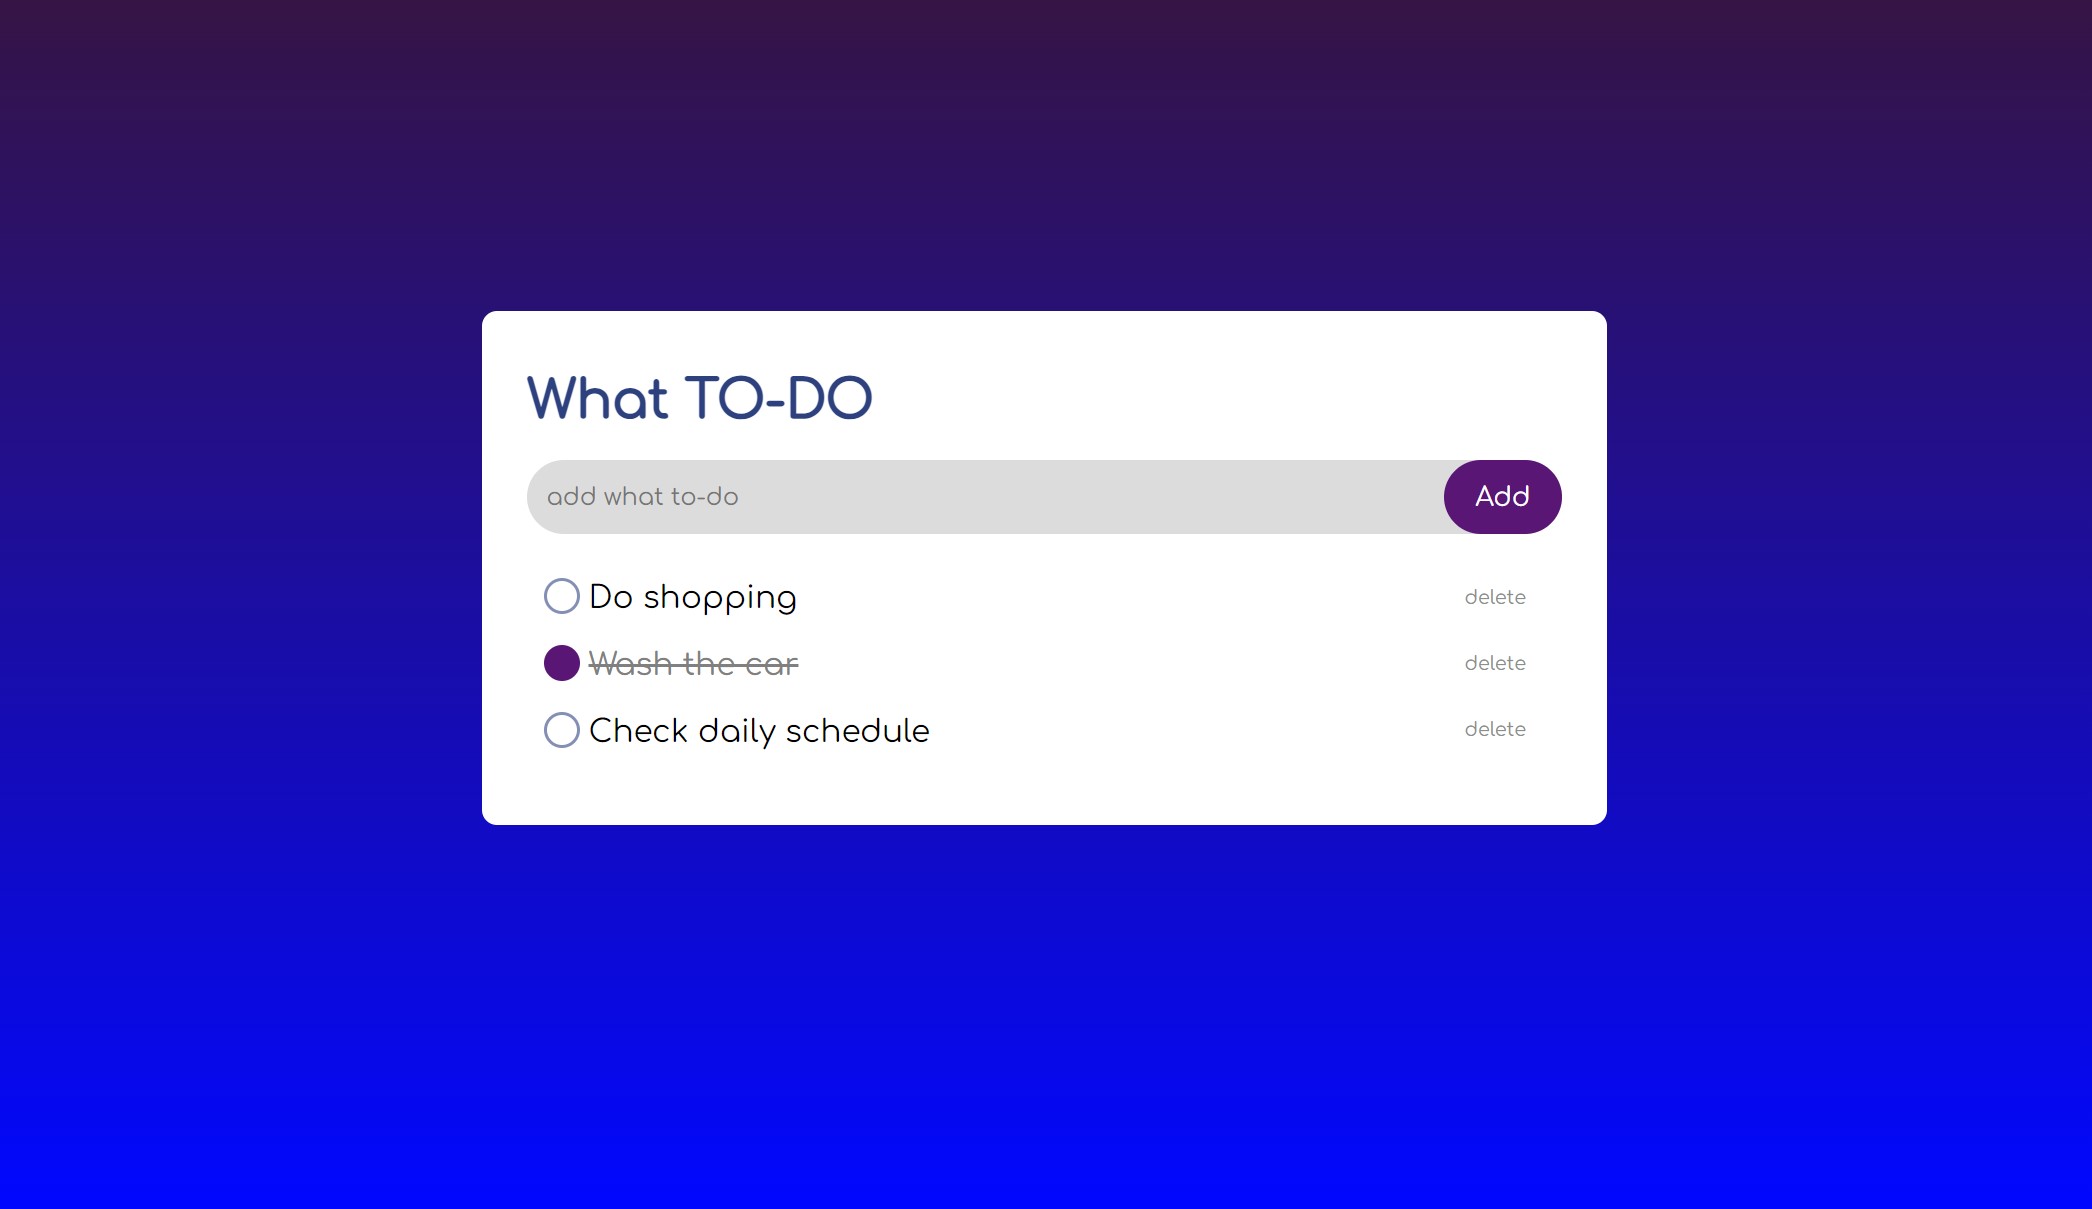 What TO-DO
add what to-do
Add
Do shopping
delete
Wash the car
delete
Check daily schedule
delete